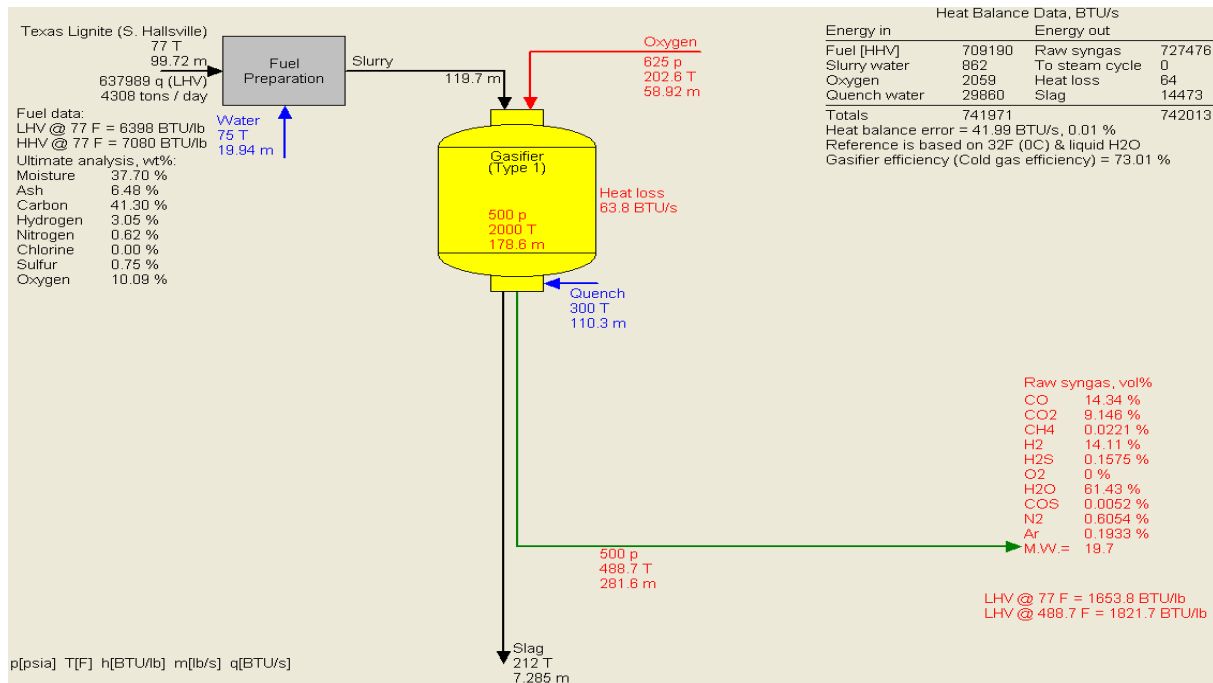 Texas Lignite (S. Hallsville)
77 T
99.72 m
637989 q (LHV)
4308 tons / day
Fuel
Preparation
Slurry
119.7 m
Water
75 T
19.94 m
Fuel data:
LHV @ 77 F = 6398 BTU/lb
HHV @ 77 F = 7080 BTU/lb
Ultimate analysis, wt%:
Moisture 37.70 %
Ash 6.48 %
Carbon 41.30 %
Hydrogen 3.05 %
Nitrogen 0.62 %
Chlorine 0.00 %
Sulfur 0.75 %
Oxygen 10.09 %
Oxygen
625 p
202.6 T
58.92 m
Gasifier
(Type 1)
500 p
2000 T
178.6 m
Heat loss
63.8 BTU/s
Quench
300 T
110.3 m
Heat Balance Data, BTU/s
Energy in Energy out
Fuel [HHV] 709190 Raw syngas 727476
Slurry water 862 To steam cycle 0
Oxygen 2059 Heat loss 64
Quench water 29860 Slag 14473
Totals 741971 742013
Heat balance error = 41.99 BTU/s, 0.01 %
Reference is based on 32F (0C) & liquid H2O
Gasifier efficiency (Cold gas efficiency) = 73.01 %
Raw syngas, vol%
CO 14.34 %
CO2 9.146 %
CH4 0.0221 %
H2 14.11 %
H2S 0.1575 %
O2 0 %
H2O 61.43 %
COS 0.0052 %
N2 0.6054 %
Ar 0.1933 %
M.W.= 19.7
500 p
488.7 T
281.6 m
LHV @ 77 F = 1653.8 BTU/lb
LHV @ 488.7 F = 1821.7 BTU/lb
Slag
212 T
7.285 m
p[psia] T[F] h[BTU/lb] m[lb/s] q[BTU/s]